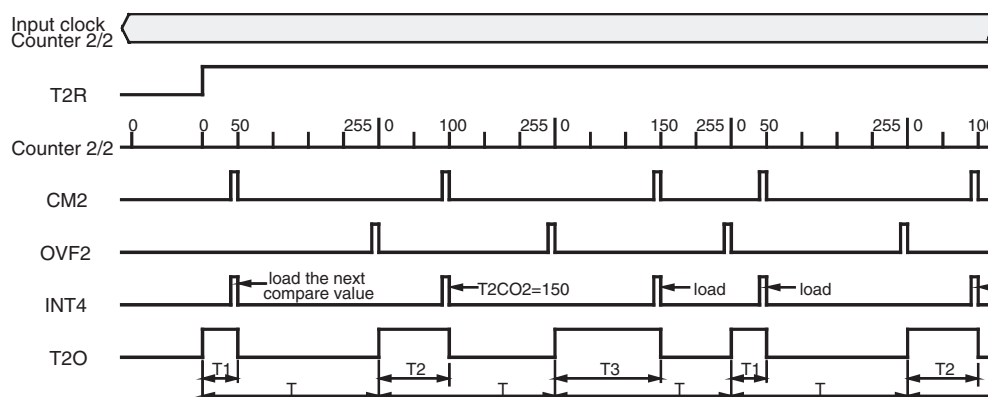 Input clock
Counter 2/2
T2R
0 0 50 255 0 100 255 0 150 255 0 50 255 0 100
Counter 2/2
CM2
OVF2
INT4
load the next
compare value
T2CO2=150
load
load
T2O
T1 T2 T3 T1 T2
T T T T